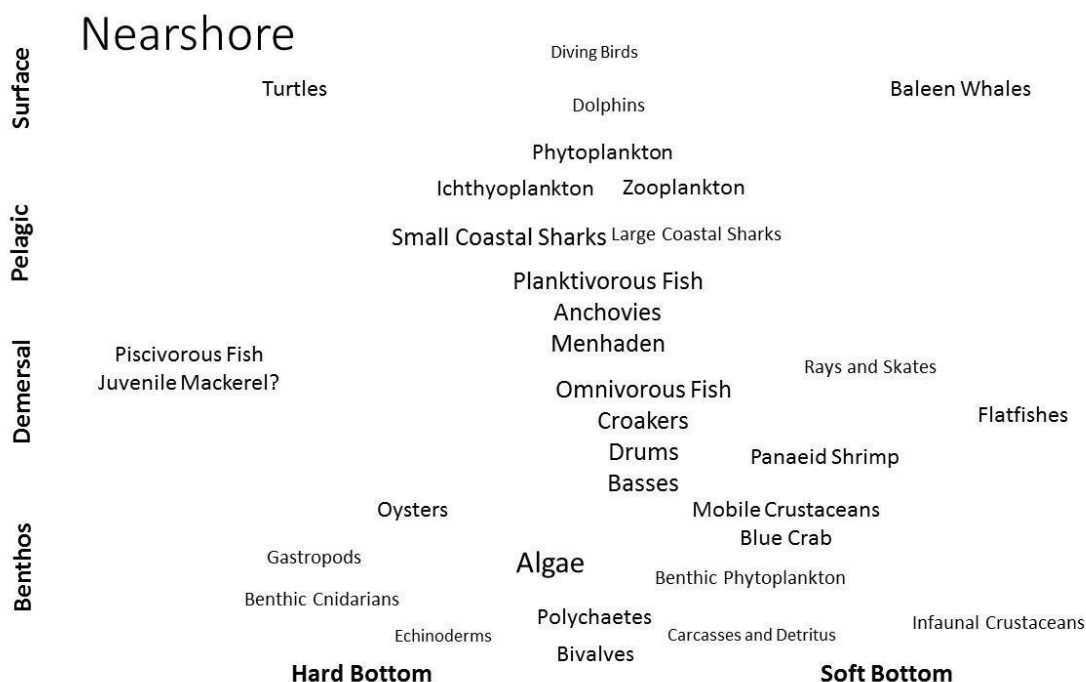 Nearshore
Surface
Diving Birds
Turtles
Baleen Whales
Dolphins
Phytoplankton
Ichthyoplankton
Zooplankton
Pelagic
Small Coastal Sharks
Large Coastal Sharks
Planktivorous Fish
Anchovies
Menhaden
Demersal
Piscivorous Fish
Juvenile Mackerel?
Rays and Skates
Omnivorous Fish
Croakers
Drums
Basses
Flatfishes
Panaeid Shrimp
Benthos
Oysters
Mobile Crustaceans
Blue Crab
Gastropods
Algae
Benthic Phytoplankton
Benthic Cnidarians
Polychaetes
Infaunal Crustaceans
Echinoderms
Carcasses and Detritus
Bivalves
Hard Bottom
Soft Bottom